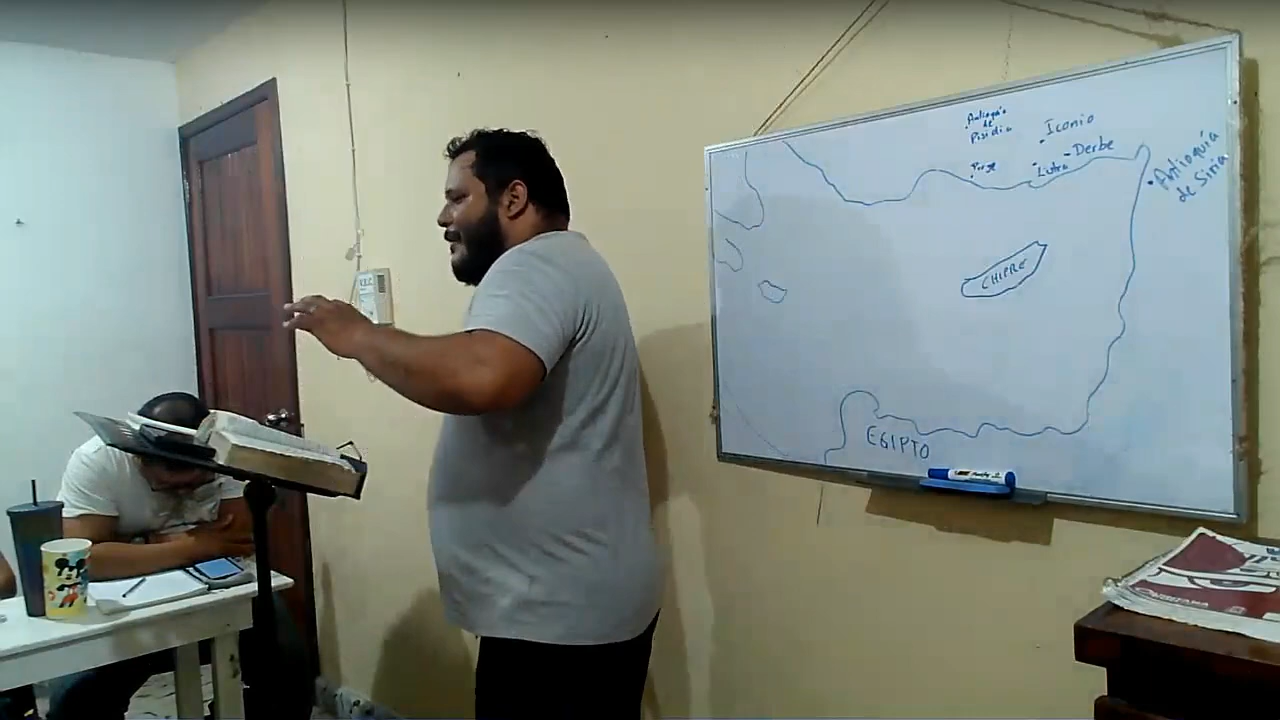 Antioquía
de
Pisidia
Iconio
Derbe
Perge
Listra
Antioquía
de Siria
CHIPRE
EGIPTO